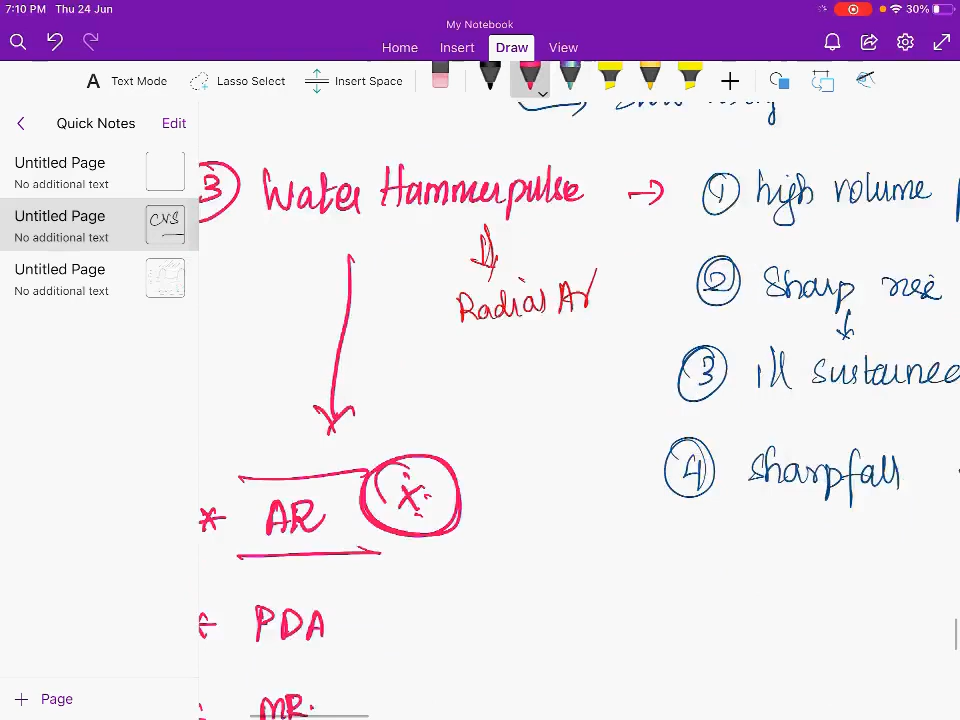 7:10 PM Thu 24 Jun
30%
My Notebook
Home Insert Draw View
Text Mode Lasso Select Insert Space
Quick Notes Edit
Untitled Page
No additional text
Untitled Page
No additional text
CNS
Untitled Page
No additional text
+ Page
3 Water Hammerpulse → 1 high volume
Radial Ar
2 Sharp rise
3 ill sustained
4 sharpfall
* AR X
* PDA
MR.